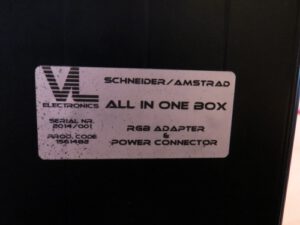 VL
ELECTRONICS
SCHNEIDER/AMSTRAD
ALL IN ONE BOX
SERIAL NR.
2014/001
PROD. CODE
1561482
RGB ADAPTER
&
POWER CONNECTOR